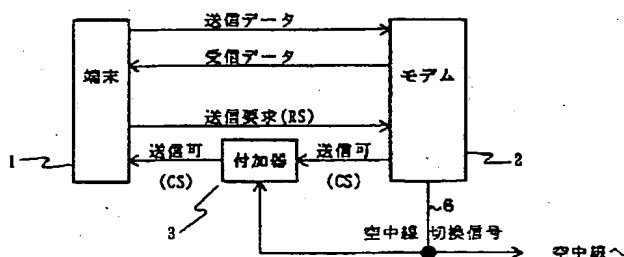 送信データ
受信データ
端末
モデム
送信要求(RS)
送信可
付加器
送信可
1
2
(CS)
(CS)
3
6
空中線 切換信号
空中線へ